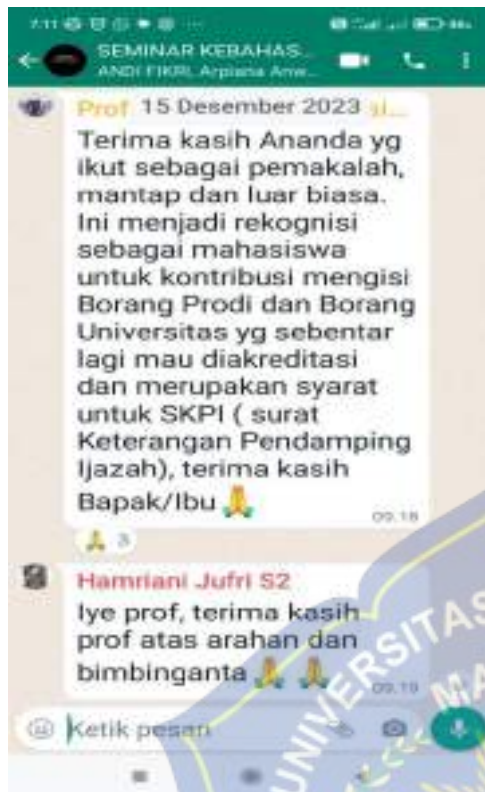 7.11
SEMINAR KEBAHAS...
ANDI FIKRI, Arpiana Anw...
Prof 15 Desember 2023
Terima kasih Ananda yg
ikut sebagai pemakalah,
mantap dan luar biasa.
Ini menjadi rekognisi
sebagai mahasiswa
untuk kontribusi mengisi
Borang Prodi dan Borang
Universitas yg sebentar
lagi mau diakreditasi
dan merupakan syarat
untuk SKPI ( surat
Keterangan Pendamping
Ijazah), terima kasih
Bapak/Ibu 🙏
09.18
🙏 3
Hamriani Jufri S2
Iye prof, terima kasih
prof atas arahan dan
bimbinganta 🙏 🙏
09.19
Ketik pesan